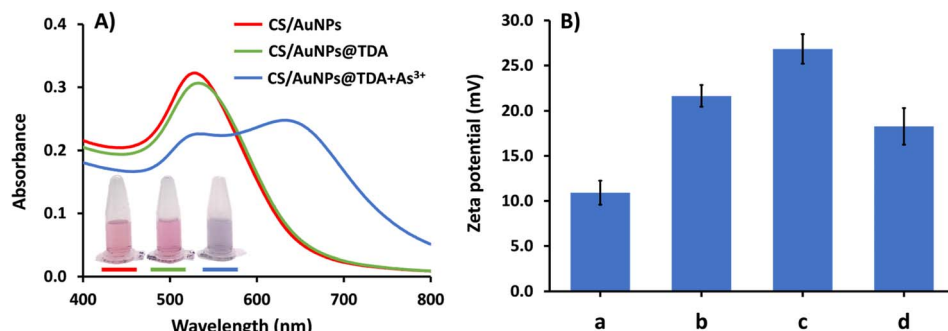 A)
CS/AuNPs
CS/AuNPs@TDA
CS/AuNPs@TDA+As³⁺
Absorbance
0.4
0.3
0.2
0.1
0.0
400 500 600 700 800
Wavelength (nm)
B)
Zeta potential (mV)
30.0
25.0
20.0
15.0
10.0
5.0
0.0
a b c d